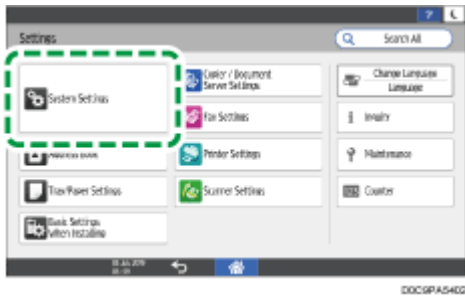 ?
Settings
Search All
System Settings
Copier / Document
Server Settings
Change Language
Language
Fax Settings
i Inquiry
Address Book
Printer Settings
Maintenance
Tray/Paper Settings
Scanner Settings
Counter
Basic Settings
When Installing
D0C9PA5402